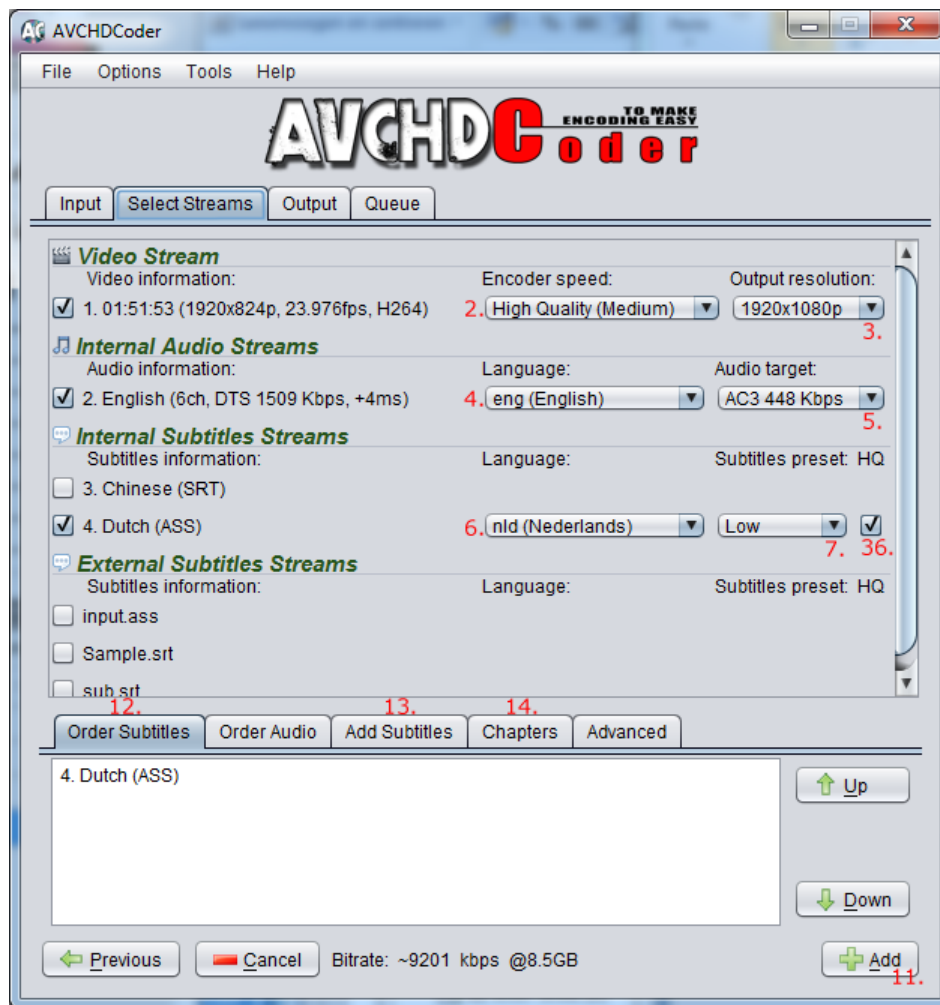 AVCHDCoder
File Options Tools Help
AVCHDCoder TO MAKE ENCODING EASY
Input Select Streams Output Queue
Video Stream
Video information: Encoder speed: Output resolution:
1. 01:51:53 (1920x824p, 23.976fps, H264) 2. High Quality (Medium) 1920x1080p
3.
Internal Audio Streams
Audio information: Language: Audio target:
2. English (6ch, DTS 1509 Kbps, +4ms) 4. eng (English) AC3 448 Kbps
5.
Internal Subtitles Streams
Subtitles information: Language: Subtitles preset: HQ
3. Chinese (SRT)
4. Dutch (ASS) 6. nld (Nederlands) Low
7. 36.
External Subtitles Streams
Subtitles information: Language: Subtitles preset: HQ
input.ass
Sample.srt
sub.srt
12. 13. 14.
Order Subtitles Order Audio Add Subtitles Chapters Advanced
4. Dutch (ASS)
Up
Down
Previous Cancel Bitrate: ~9201 kbps @8.5GB Add
11.